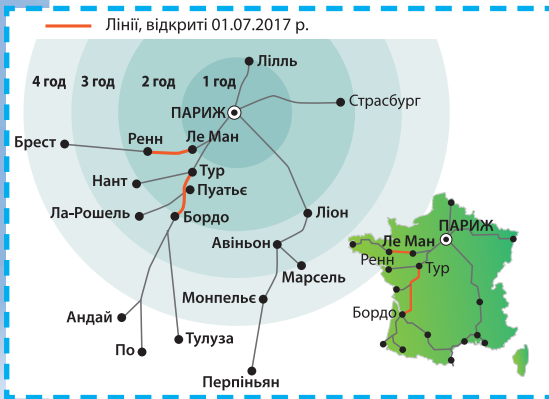 Лінії, відкриті 01.07.2017 р.
Лілль
4 год 3 год 2 год 1 год
Страсбург
ПАРИЖ
Брест
Ренн
Ле Ман
Тур
Нант
Пуатьє
Ла-Рошель
Бордо
Ліон
Авіньон
Марсель
Монпельє
Андай
По
Тулуза
Перпіньян
ПАРИЖ
Ле Ман
Ренн
Тур
Бордо